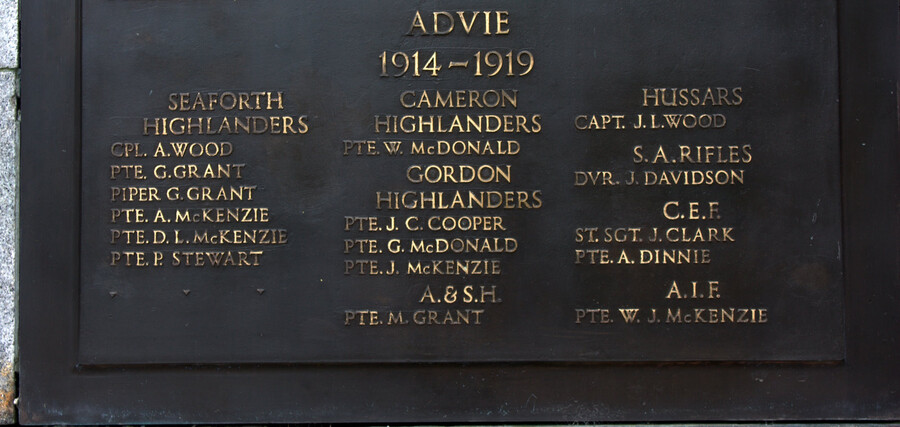 ADVIE
1914 – 1919
SEAFORTH
HIGHLANDERS
CPL. A. WOOD
PTE. G. GRANT
PIPER G. GRANT
PTE. A. McKENZIE
PTE. D. L. McKENZIE
PTE. P. STEWART
CAMERON
HIGHLANDERS
PTE. W. McDONALD
GORDON
HIGHLANDERS
PTE. J. C. COOPER
PTE. G. McDONALD
PTE. J. McKENZIE
A. & S.H.
PTE. M. GRANT
HUSSARS
CAPT. J. L. WOOD
S. A. RIFLES
DVR. J. DAVIDSON
C.E.F.
ST. SGT. J. CLARK
PTE. A. DINNIE
A.I.F.
PTE. W. J. McKENZIE